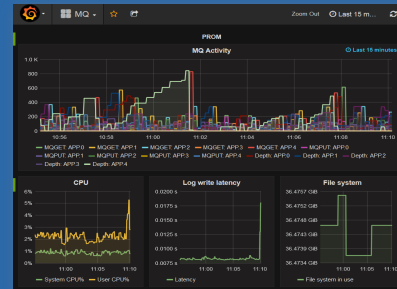 MQ
Zoom Out Last 15 m...
PROM
MQ Activity
Last 15 minutes
1.0 K
800
600
400
200
0
10:56 10:58 11:00 11:02 11:04 11:06 11:08 11:10
MQGET: APP.0 MQGET: APP.1 MQGET: APP.2 MQGET: APP.3 MQGET: APP.4 MQPUT: APP.0
MQPUT: APP.1 MQPUT: APP.2 MQPUT: APP.3 MQPUT: APP.4 Depth: APP.0 Depth: APP.1 Depth: APP.2
Depth: APP.3 Depth: APP.4
CPU
6%
5%
4%
3%
2%
1%
0%
11:00 11:05 11:10
System CPU% User CPU%
Log write latency
0.0200 s
0.0175 s
0.0150 s
0.0125 s
0.0100 s
0.0075 s
11:00 11:05 11:10
Latency
File system
36.4757 GiB
36.4752 GiB
36.4748 GiB
36.4743 GiB
36.4739 GiB
36.4734 GiB
11:00 11:05 11:10
File system in use